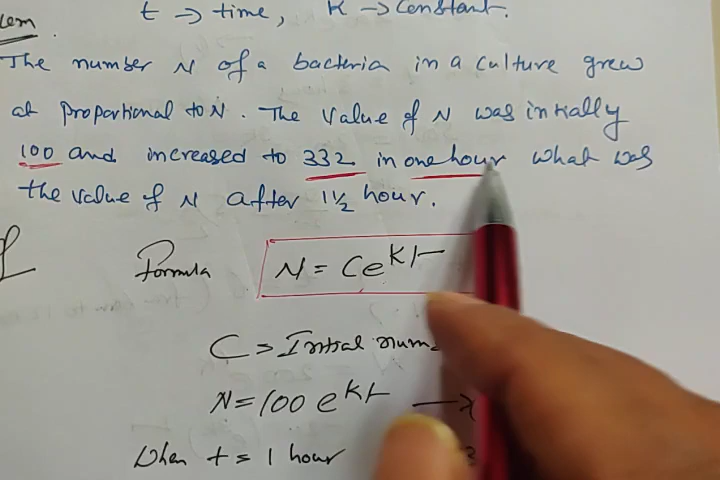 t → time, K → Constant.
The number N of a bacteria in a culture grew
at proportional to N. The value of N was initially
100 and increased to 332 in one hour what was
the value of N after 1½ hour.
Formula N = Ce^Kt
C => Initial
N = 100 e^Kt →
When t = 1 hour